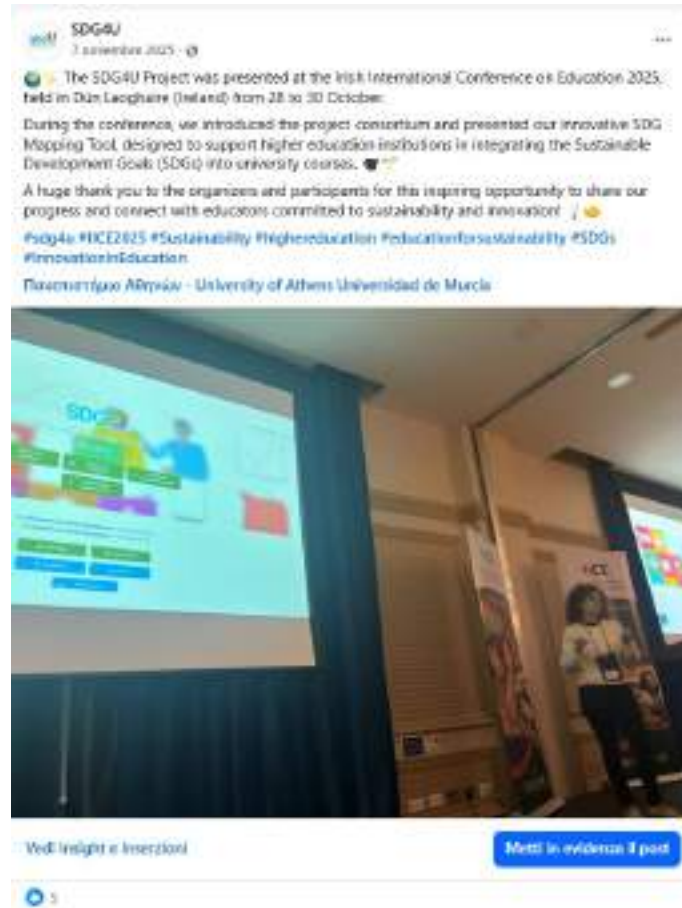 SDG4U
7 novembre 2025
The SDG4U Project was presented at the Irish International Conference on Education 2025,
held in Dún Laoghaire (Ireland) from 28 to 30 October.
During the conference, we introduced the project consortium and presented our innovative SDG
Mapping Tool, designed to support higher education institutions in integrating the Sustainable
Development Goals (SDGs) into university courses.
A huge thank you to the organizers and participants for this inspiring opportunity to share our
progress and connect with educators committed to sustainability and innovation!
#sdg4u #IICE2025 #Sustainability #highereducation #educationforsustainability #SDGs
#InnovationInEducation
Πανεπιστήμιο Αθηνών - University of Athens Universidad de Murcia
Vedi Insight e Inserzioni
Metti in evidenza il post
5